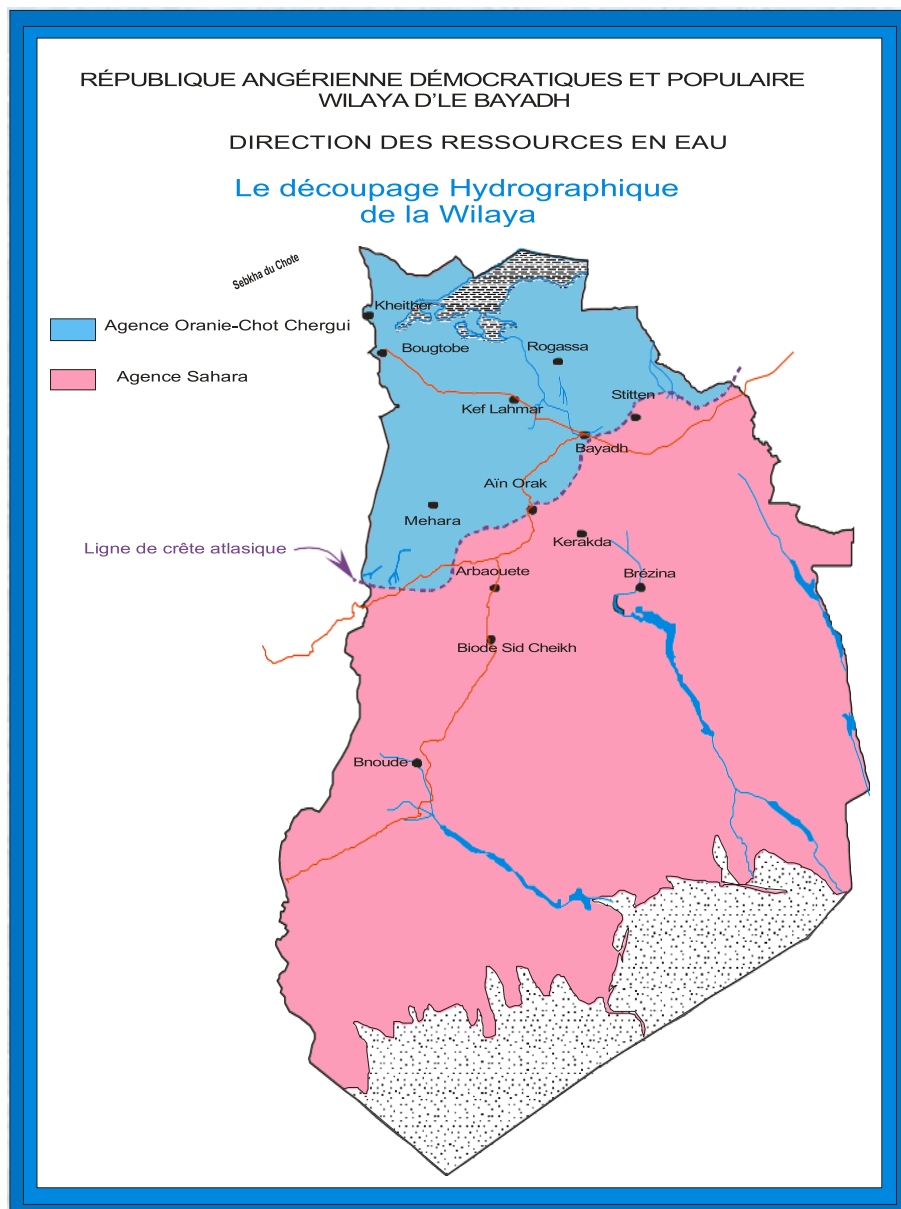 RÉPUBLIQUE ANGÉRIENNE DÉMOCRATIQUES ET POPULAIRE
WILAYA D'LE BAYADH
DIRECTION DES RESSOURCES EN EAU
Le découpage Hydrographique
de la Wilaya
Sebkha du Chote
Kheither
Agence Oranie-Chot Chergui
Bougtobe
Rogassa
Agence Sahara
Stitten
Kef Lahmar
Bayadh
Aïn Orak
Mehara
Kerakda
Ligne de crête atlasique
Arbaouete
Brézina
Biode Sid Cheikh
Bnoude